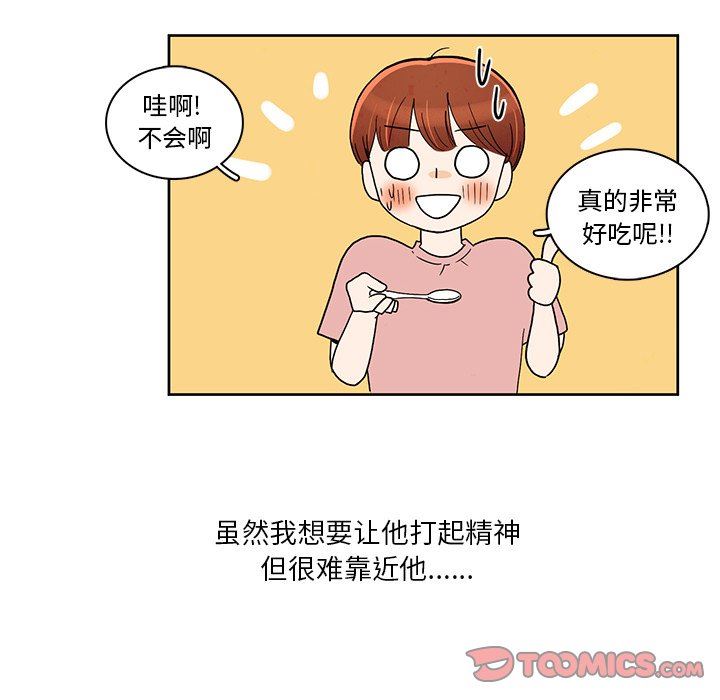 哇啊!
不会啊
真的非常
好吃呢!!
虽然我想要让他打起精神
但很难靠近他......
TOOMICS.COM